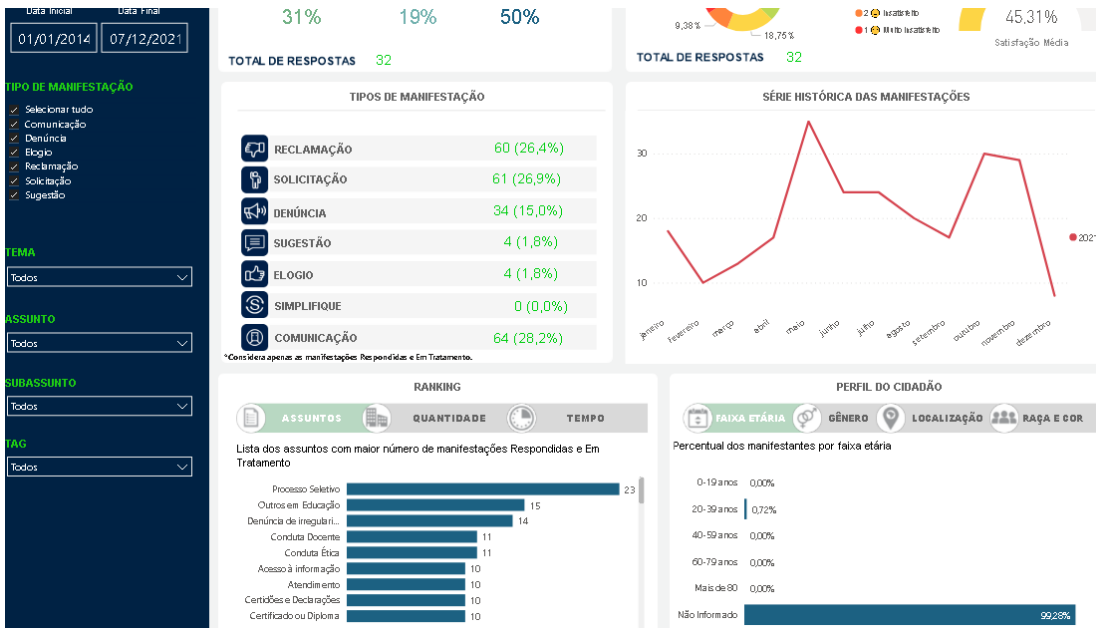 Data Inicial
Data Final
01/01/2014
07/12/2021
TIPO DE MANIFESTAÇÃO
Selecionar tudo
Comunicação
Denúncia
Elogio
Reclamação
Solicitação
Sugestão
TEMA
Todos
ASSUNTO
Todos
SUBASSUNTO
Todos
TAG
Todos
31%
19%
50%
TOTAL DE RESPOSTAS 32
9,38%
18,75%
2 Insatisfeito
1 Muito Insatisfeito
45,31%
Satisfação Média
TOTAL DE RESPOSTAS 32
TIPOS DE MANIFESTAÇÃO
RECLAMAÇÃO 60 (26,4%)
SOLICITAÇÃO 61 (26,9%)
DENÚNCIA 34 (15,0%)
SUGESTÃO 4 (1,8%)
ELOGIO 4 (1,8%)
SIMPLIFIQUE 0 (0,0%)
COMUNICAÇÃO 64 (28,2%)
*Considera apenas as manifestações Respondidas e Em Tratamento.
SÉRIE HISTÓRICA DAS MANIFESTAÇÕES
30
20
10
janeiro
fevereiro
março
abril
maio
junho
julho
agosto
setembro
outubro
novembro
dezembro
2021
RANKING
ASSUNTOS
QUANTIDADE
TEMPO
Lista dos assuntos com maior número de manifestações Respondidas e Em
Tratamento
Processo Seletivo 23
Outros em Educação 15
Denúncia de irregulari... 14
Conduta Docente 11
Conduta Ética 11
Acesso à informação 10
Atendimento 10
Certidões e Declarações 10
Certificado ou Diploma 10
PERFIL DO CIDADÃO
FAIXA ETÁRIA
GÊNERO
LOCALIZAÇÃO
RAÇA E COR
Percentual dos manifestantes por faixa etária
0-19 anos 0,00%
20-39 anos 0,72%
40-59 anos 0,00%
60-79 anos 0,00%
Mais de 80 0,00%
Não Informado 99,28%